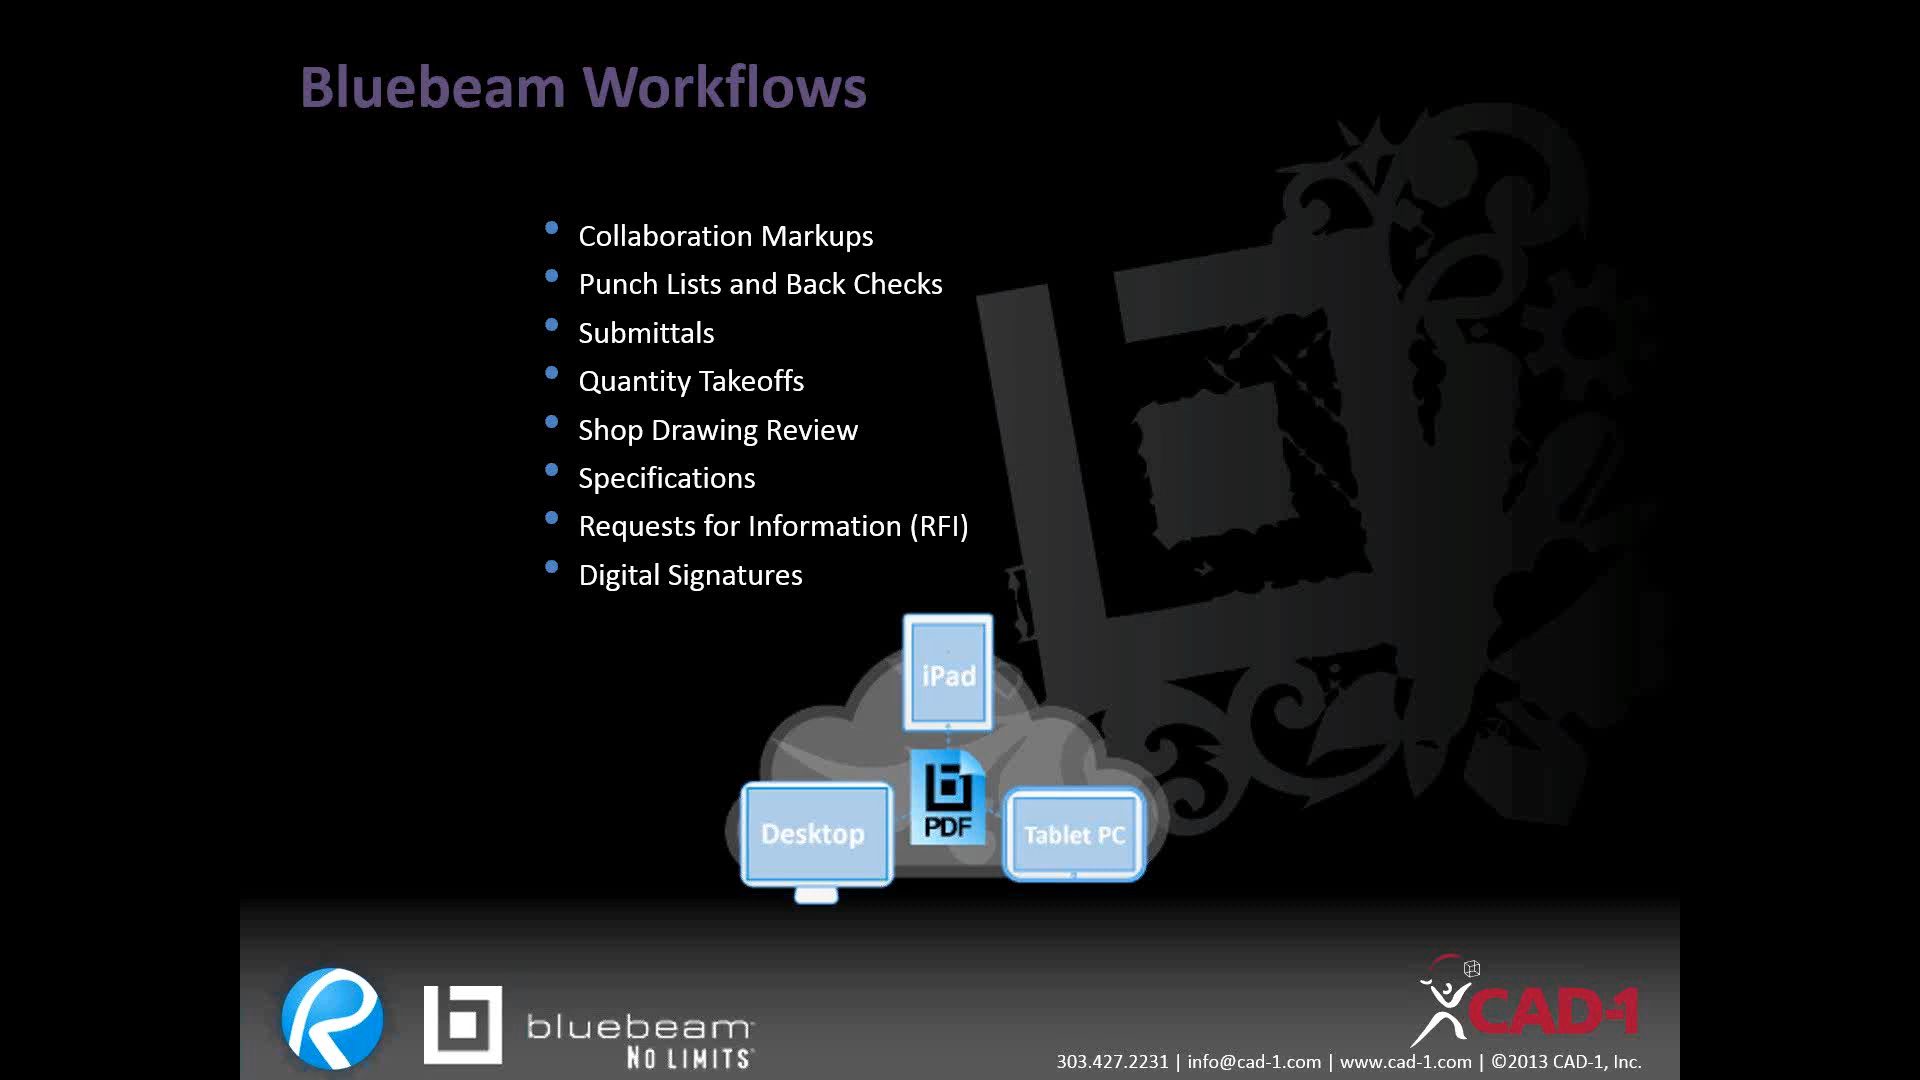 Bluebeam Workflows
• Collaboration Markups
• Punch Lists and Back Checks
• Submittals
• Quantity Takeoffs
• Shop Drawing Review
• Specifications
• Requests for Information (RFI)
• Digital Signatures
iPad
PDF
Desktop
Tablet PC
bluebeam
NO LIMITS
CAD-1
303.427.2231 | info@cad-1.com | www.cad-1.com | ©2013 CAD-1, Inc.